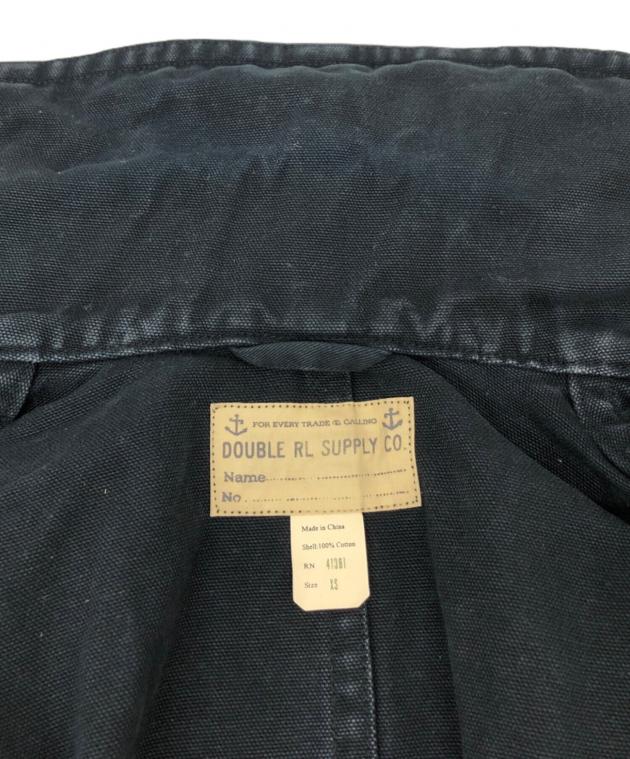 FOR EVERY TRADE & CALLING
DOUBLE RL SUPPLY CO.
Name
No.
Made in China
Shell:100% Cotton
RN 41381
Size XS